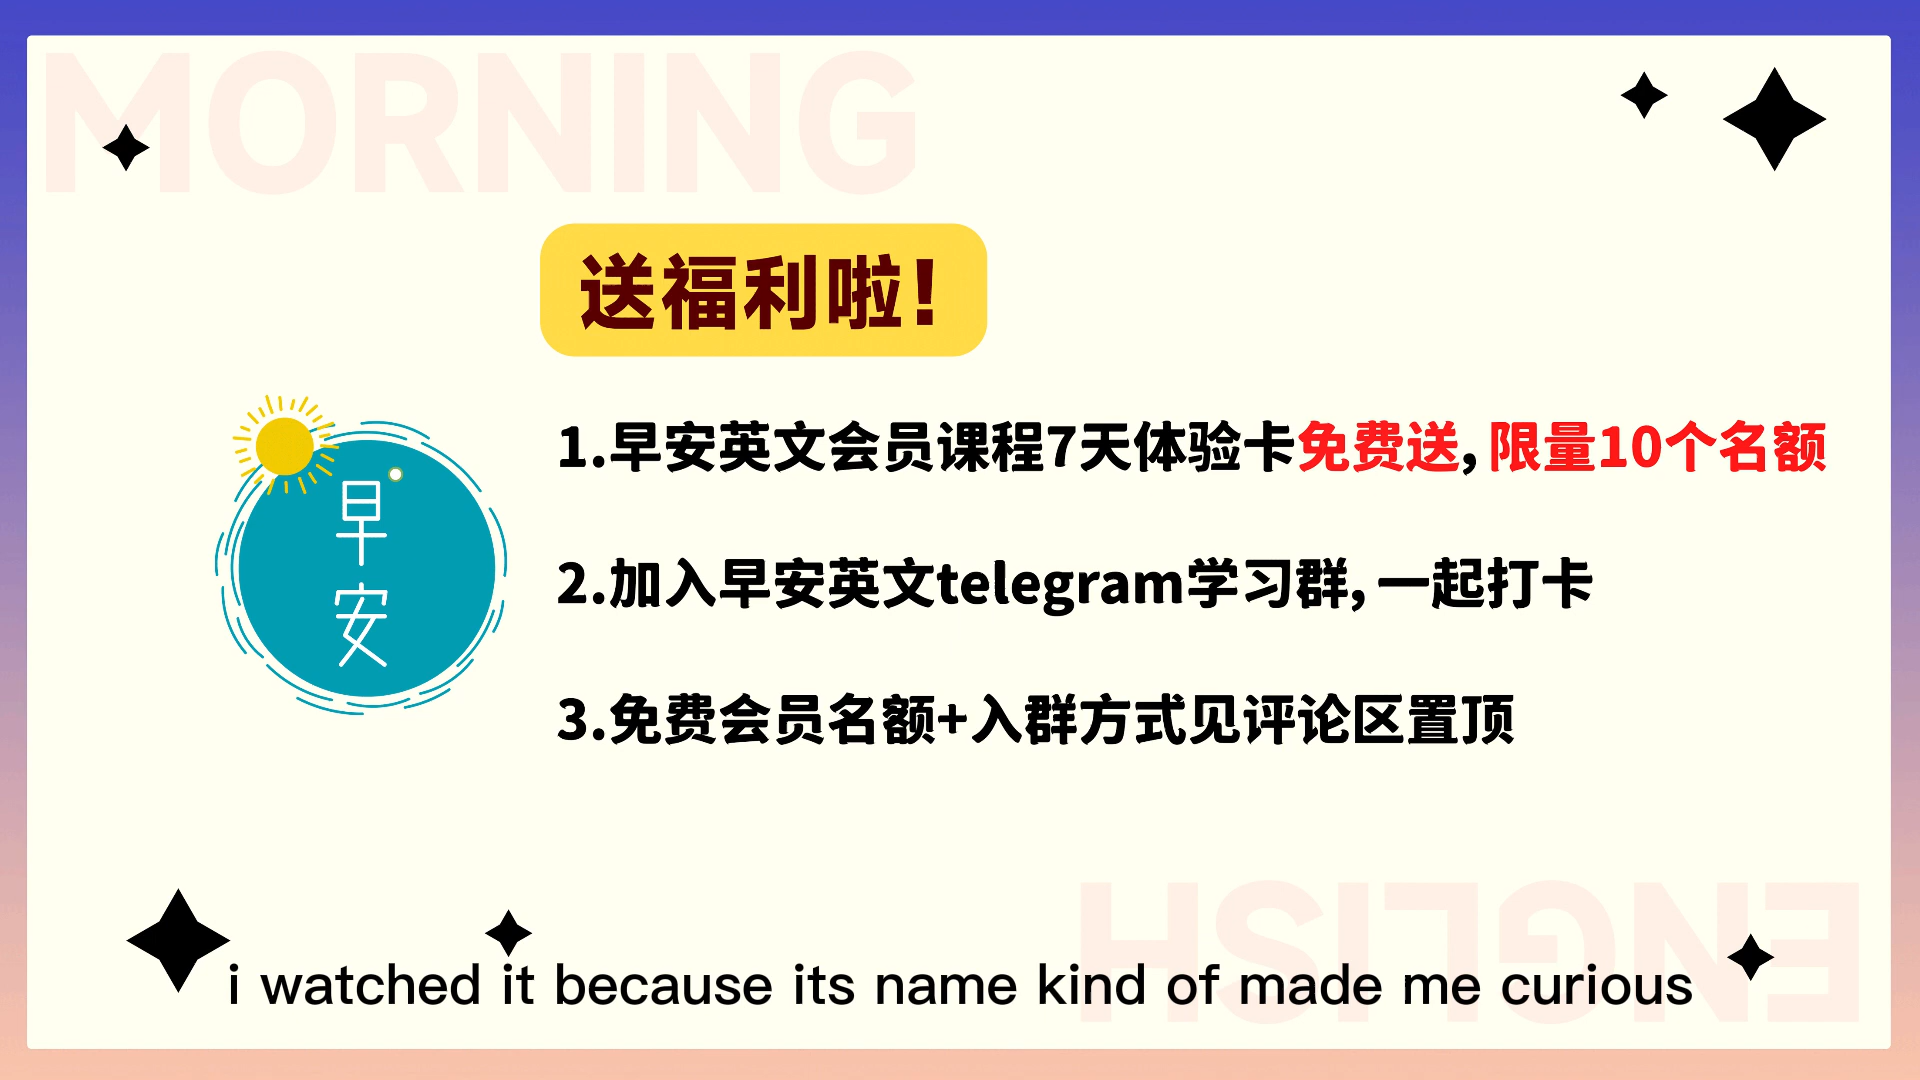 MORNING
送福利啦!
1.早安英文会员课程7天体验卡免费送,限量10个名额
早
安
2.加入早安英文telegram学习群,一起打卡
3.免费会员名额+入群方式见评论区置顶
ENGLISH
i watched it because its name kind of made me curious